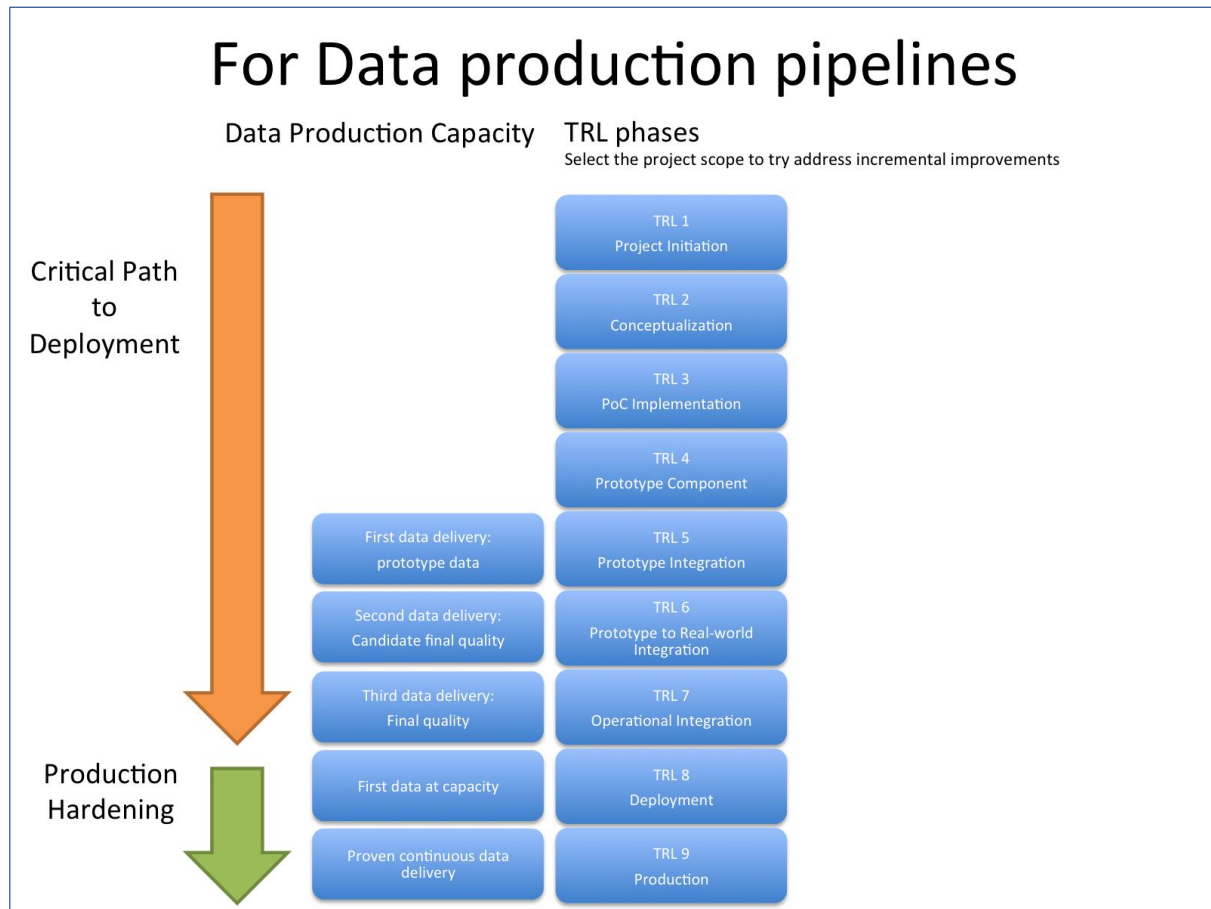 For Data production pipelines
Data Production Capacity
TRL phases
Select the project scope to try address incremental improvements
Critical Path
to
Deployment
TRL 1
Project Initiation
TRL 2
Conceptualization
TRL 3
PoC Implementation
TRL 4
Prototype Component
First data delivery:
prototype data
TRL 5
Prototype Integration
Second data delivery:
Candidate final quality
TRL 6
Prototype to Real-world
Integration
Third data delivery:
Final quality
TRL 7
Operational Integration
Production
Hardening
First data at capacity
TRL 8
Deployment
Proven continuous data
delivery
TRL 9
Production